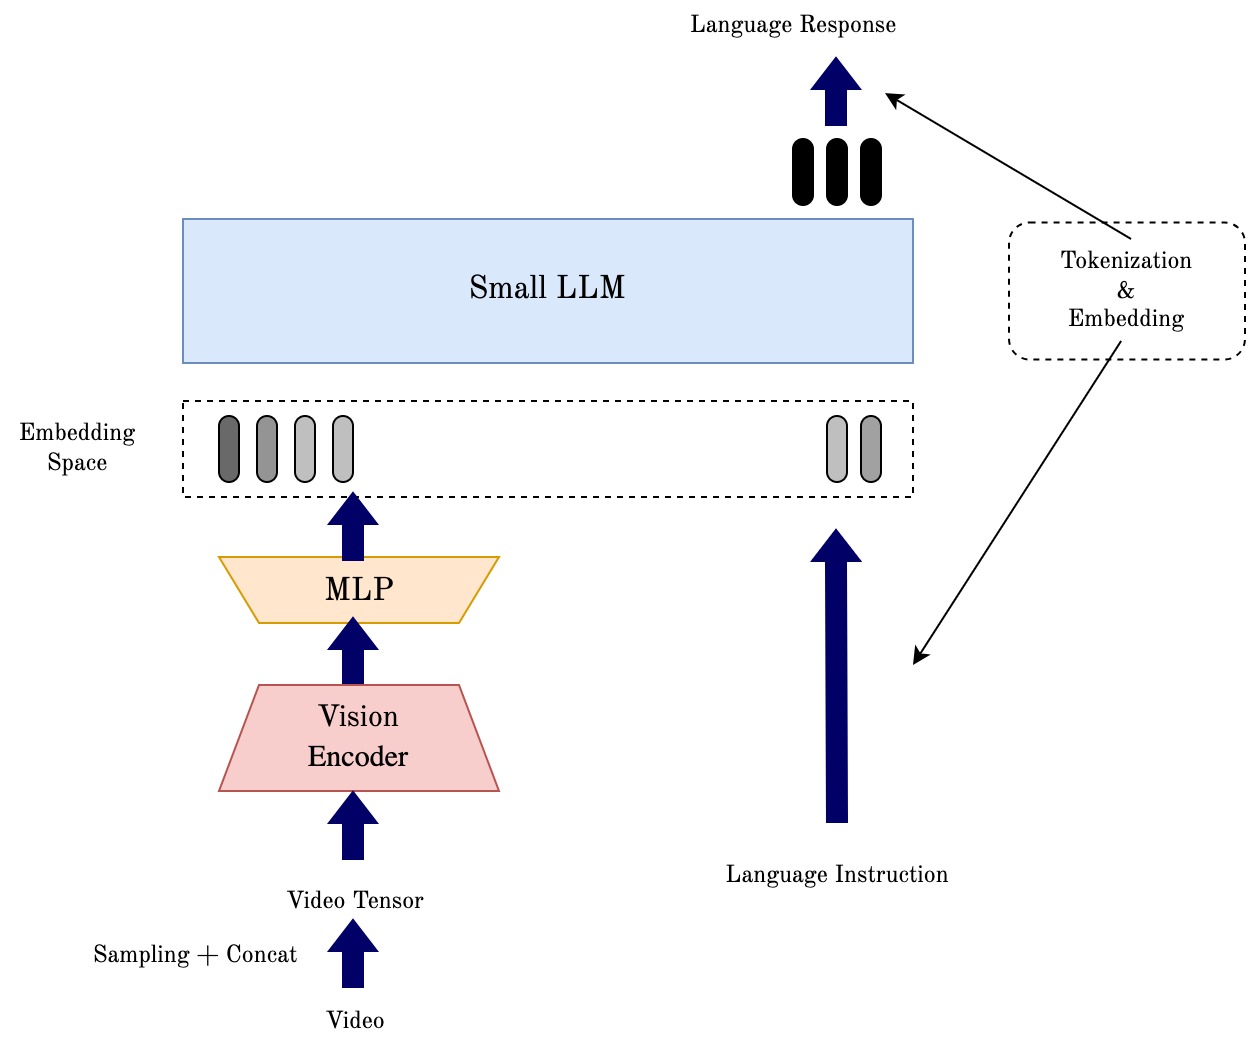 Language Response
Small LLM
Tokenization
&
Embedding
Embedding
Space
MLP
Vision
Encoder
Language Instruction
Video Tensor
Sampling + Concat
Video